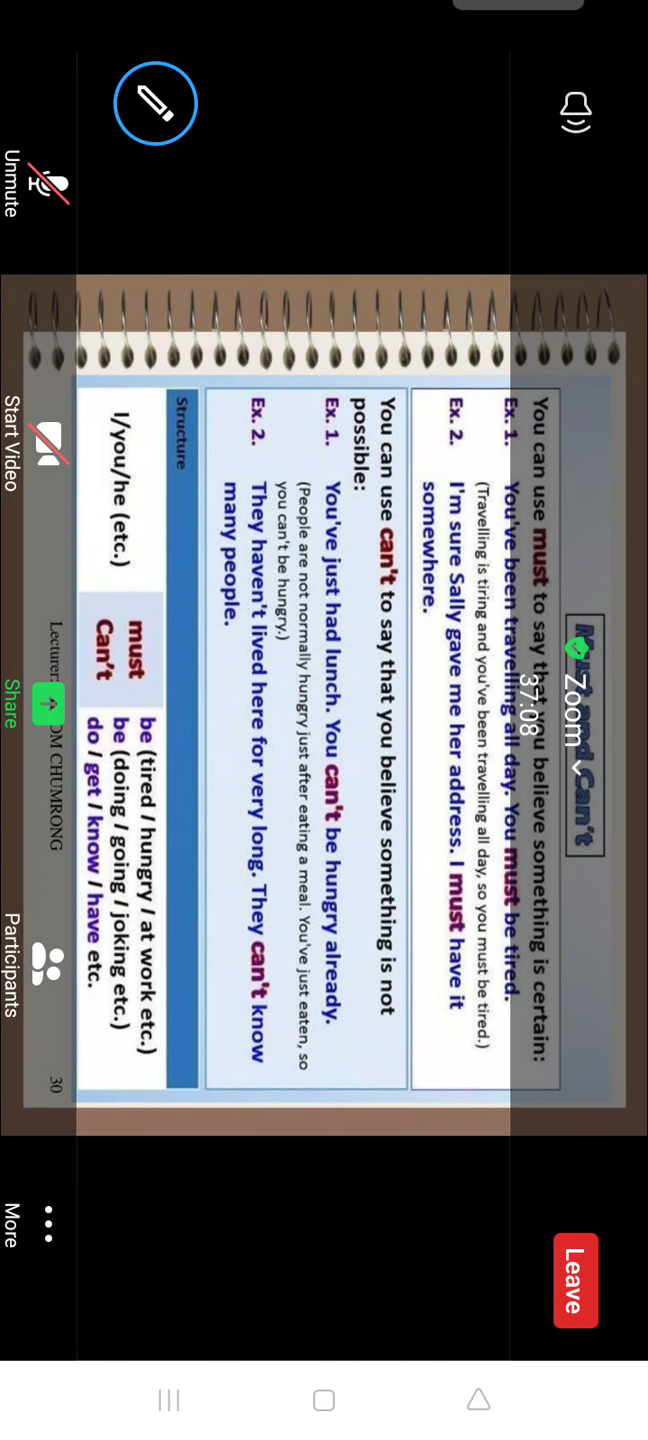 Must and Can't
Zoom
37:08
You can use must to say that you believe something is certain:
Ex. 1. You've been travelling all day. You must be tired.
(Travelling is tiring and you've been travelling all day, so you must be tired.)
Ex. 2. I'm sure Sally gave me her address. I must have it
somewhere.
You can use can't to say that you believe something is not
possible:
Ex. 1. You've just had lunch. You can't be hungry already.
(People are not normally hungry just after eating a meal. You've just eaten, so
you can't be hungry.)
Ex. 2. They haven't lived here for very long. They can't know
many people.
Structure
I/you/he (etc.)
must
Can't
be (tired / hungry / at work etc.)
be (doing / going / joking etc.)
do / get / know / have etc.
Lecturer: CHUMRONG
30
Leave
Unmute
Start Video
Share
Participants
More